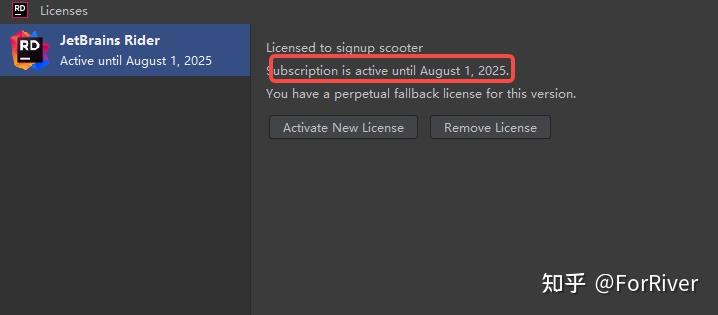 RD Licenses
RD
JetBrains Rider
Active until August 1, 2025
Licensed to signup scooter
Subscription is active until August 1, 2025.
You have a perpetual fallback license for this version.
Activate New License
Remove License
知乎 @ForRiver